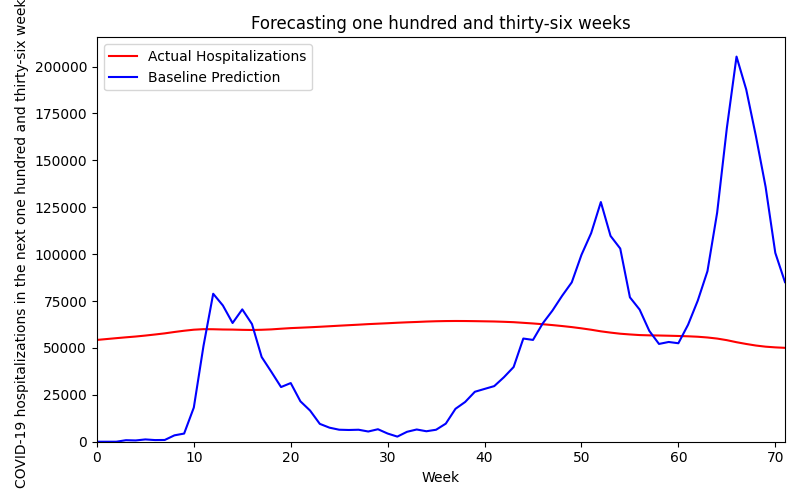 Forecasting one hundred and thirty-six weeks
Actual Hospitalizations
Baseline Prediction
COVID-19 hospitalizations in the next one hundred and thirty-six week
200000
175000
150000
125000
100000
75000
50000
25000
0
0 10 20 30 40 50 60 70
Week